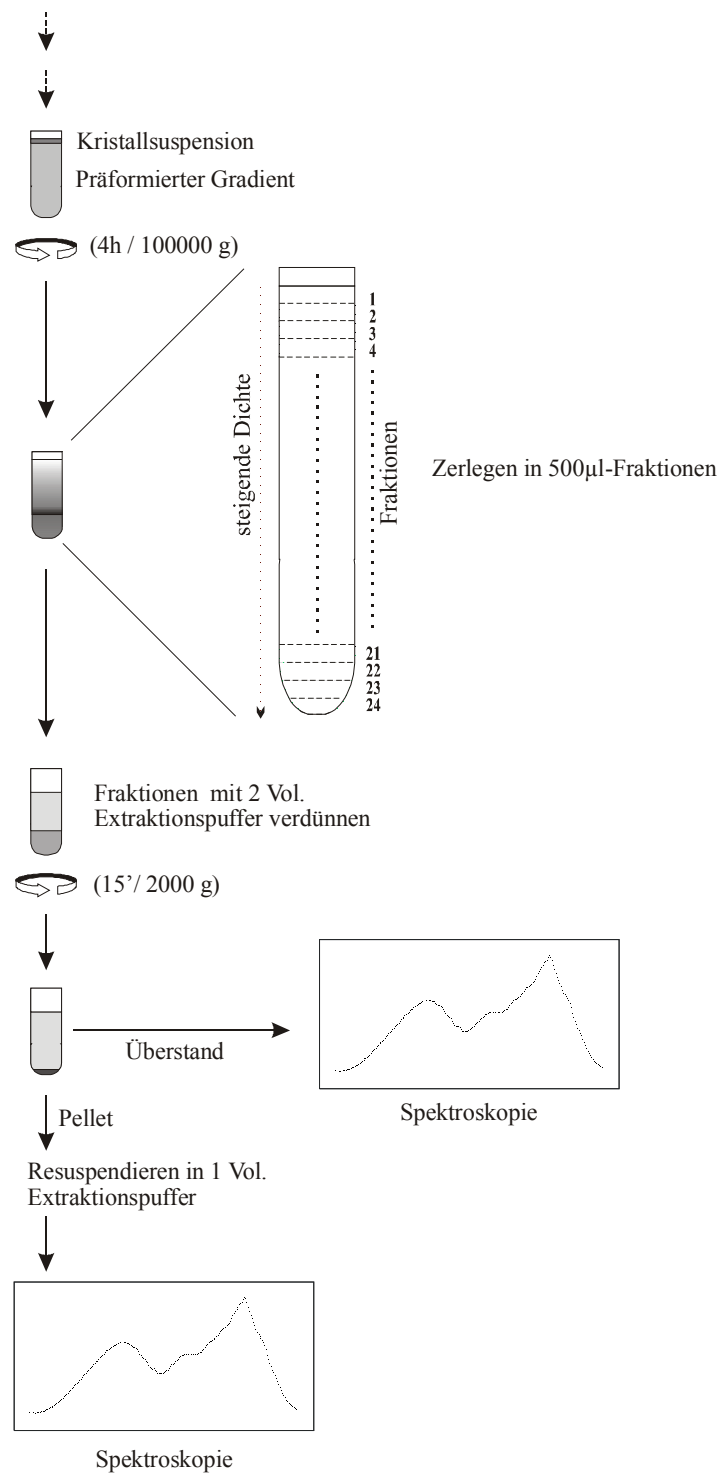 Kristallsuspension
Präformierter Gradient
(4h / 100000 g)
1
2
3
4
steigende Dichte
Fraktionen
Zerlegen in 500µl-Fraktionen
21
22
23
24
Fraktionen mit 2 Vol.
Extraktionspuffer verdünnen
(15’/ 2000 g)
Überstand
Spektroskopie
Pellet
Resuspendieren in 1 Vol.
Extraktionspuffer
Spektroskopie